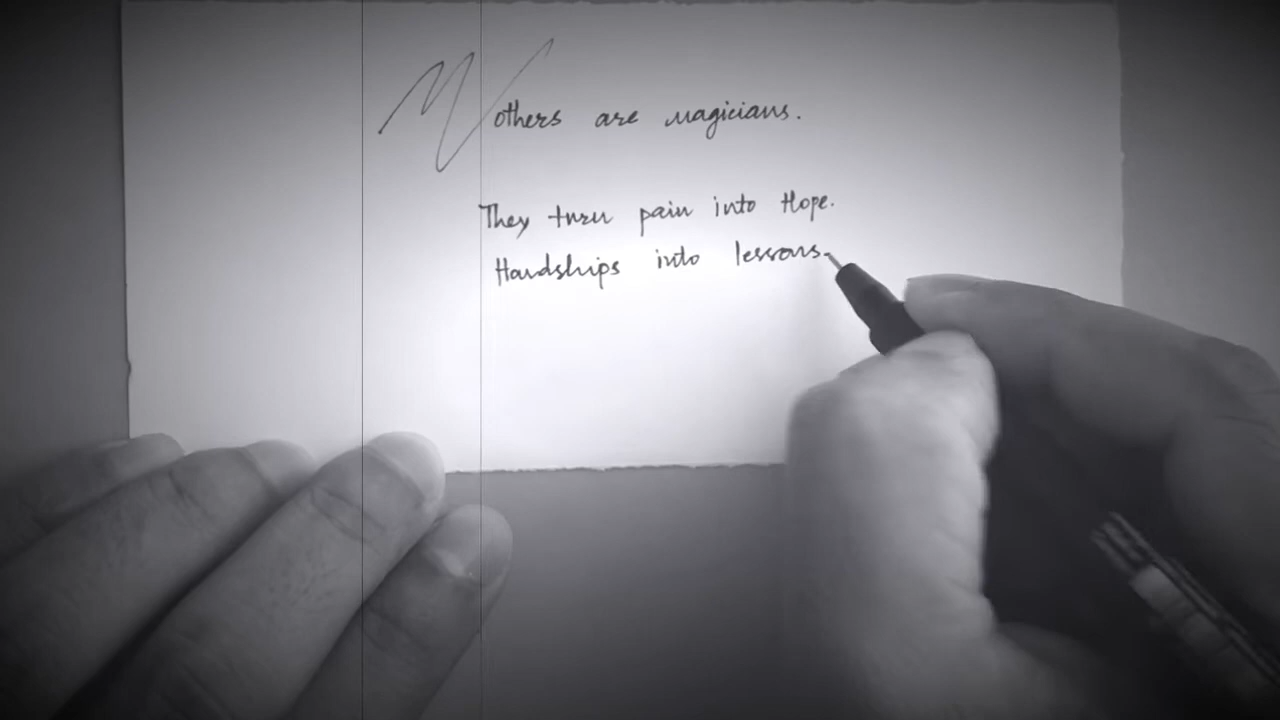 Mothers are magicians.
They turn pain into Hope.
Hardships into lessons.